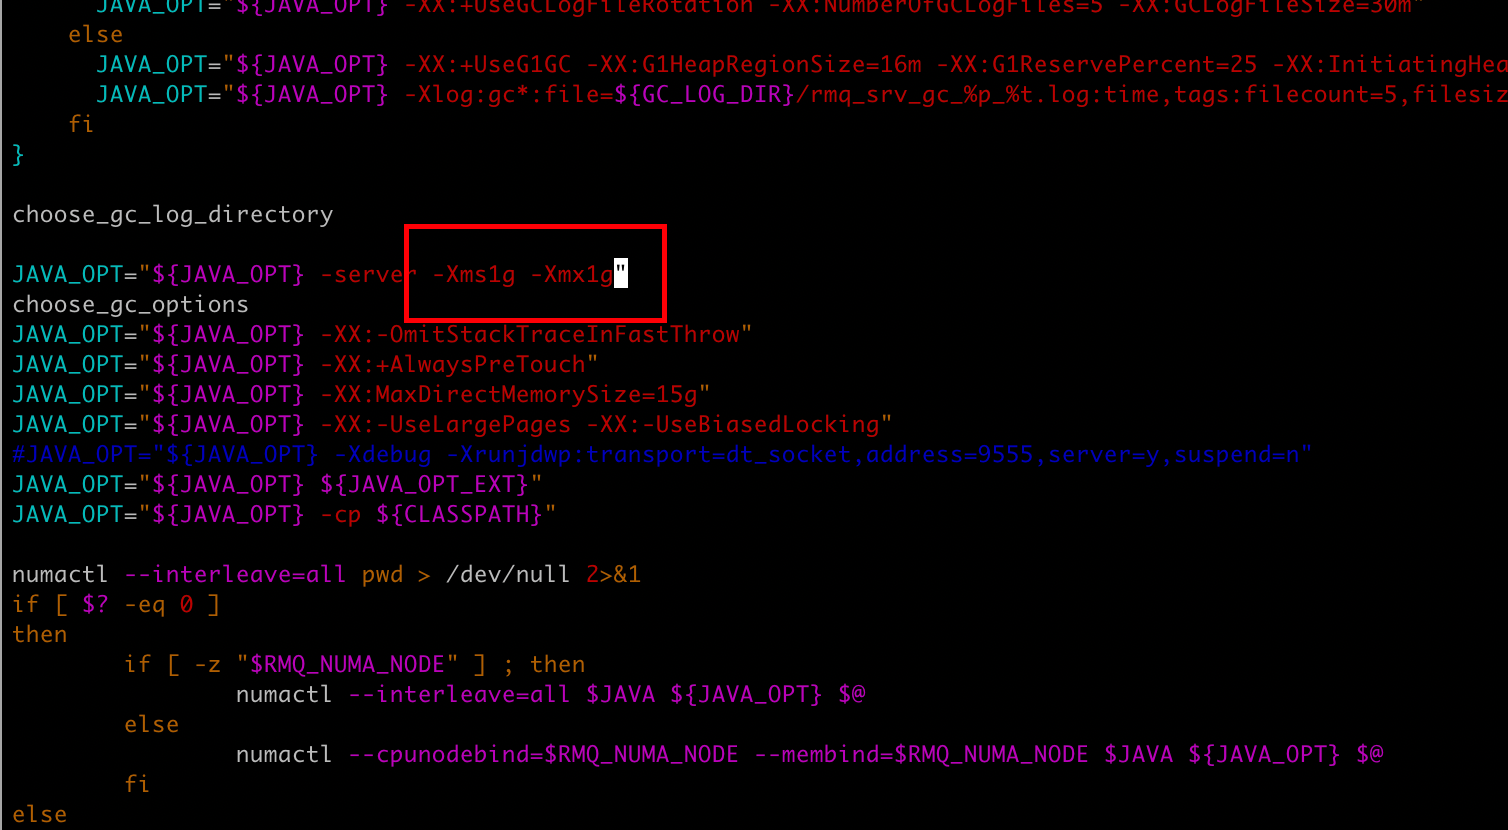 JAVA_OPT="${JAVA_OPT} -XX:+UseGCLogFileRotation -XX:NumberOfGCLogFiles=5 -XX:GCLogFileSize=30m"
    else
      JAVA_OPT="${JAVA_OPT} -XX:+UseG1GC -XX:G1HeapRegionSize=16m -XX:G1ReservePercent=25 -XX:InitiatingHea
      JAVA_OPT="${JAVA_OPT} -Xlog:gc*:file=${GC_LOG_DIR}/rmq_srv_gc_%p_%t.log:time,tags:filecount=5,filesiz
    fi
}
choose_gc_log_directory
JAVA_OPT="${JAVA_OPT} -server -Xms1g -Xmx1g"
choose_gc_options
JAVA_OPT="${JAVA_OPT} -XX:-OmitStackTraceInFastThrow"
JAVA_OPT="${JAVA_OPT} -XX:+AlwaysPreTouch"
JAVA_OPT="${JAVA_OPT} -XX:MaxDirectMemorySize=15g"
JAVA_OPT="${JAVA_OPT} -XX:-UseLargePages -XX:-UseBiasedLocking"
#JAVA_OPT="${JAVA_OPT} -Xdebug -Xrunjdwp:transport=dt_socket,address=9555,server=y,suspend=n"
JAVA_OPT="${JAVA_OPT} ${JAVA_OPT_EXT}"
JAVA_OPT="${JAVA_OPT} -cp ${CLASSPATH}"
numactl --interleave=all pwd > /dev/null 2>&1
if [ $? -eq 0 ]
then
        if [ -z "$RMQ_NUMA_NODE" ] ; then
                numactl --interleave=all $JAVA ${JAVA_OPT} $@
        else
                numactl --cpunodebind=$RMQ_NUMA_NODE --membind=$RMQ_NUMA_NODE $JAVA ${JAVA_OPT} $@
        fi
else